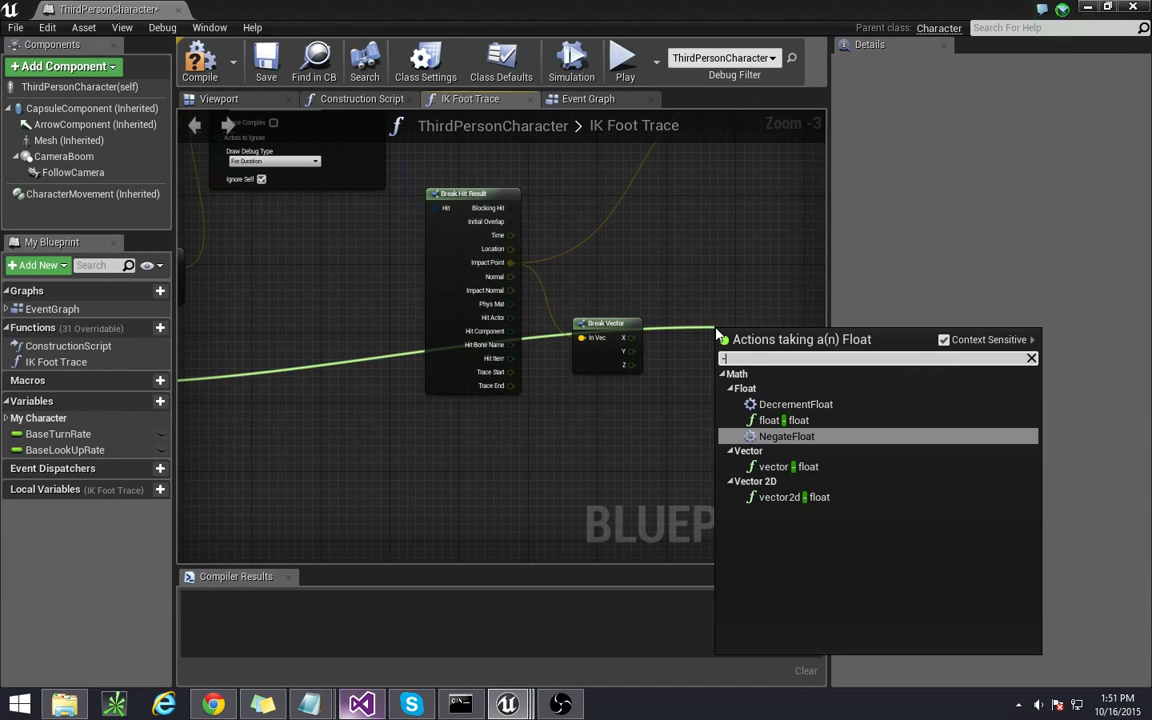 ThirdPersonCharacter*
File Edit Asset View Debug Window Help
Parent class: Character
Search For Help
Components
+ Add Component
ThirdPersonCharacter(self)
CapsuleComponent (Inherited)
ArrowComponent (Inherited)
Mesh (Inherited)
CameraBoom
FollowCamera
CharacterMovement (Inherited)
My Blueprint
+ Add New
Search
Graphs
EventGraph
Functions (31 Overridable)
ConstructionScript
IK Foot Trace
Macros
Variables
My Character
BaseTurnRate
BaseLookUpRate
Event Dispatchers
Local Variables (IK Foot Trace)
Compile
Save
Find in CB
Search
Class Settings
Class Defaults
Simulation
Play
ThirdPersonCharacter
Debug Filter
Details
Viewport
Construction Script
IK Foot Trace
Event Graph
ThirdPersonCharacter > IK Foot Trace
Zoom -3
Trace Complex
Actors to Ignore
Draw Debug Type
For Duration
Ignore Self
Break Hit Result
Hit
Blocking Hit
Initial Overlap
Time
Location
Impact Point
Normal
Impact Normal
Phys Mat
Hit Actor
Hit Component
Hit Bone Name
Hit Item
Trace Start
Trace End
Break Vector
In Vec
X
Y
Z
BLUEP
Actions taking a(n) Float
Context Sensitive
-
Math
Float
DecrementFloat
float - float
NegateFloat
Vector
vector - float
Vector 2D
vector2d - float
Compiler Results
Clear
1:51 PM
10/16/2015